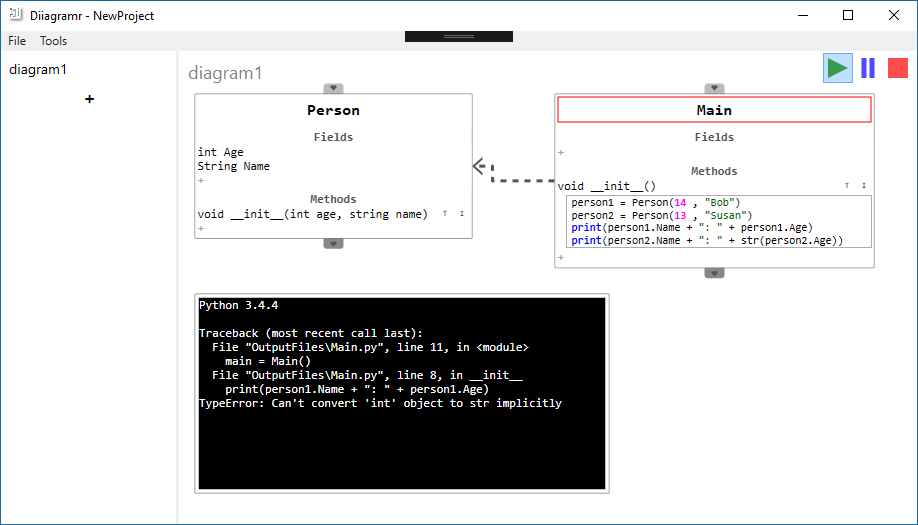 Diiagramr - NewProject
File Tools
diagram1
+
diagram1
Person
Fields
int Age
String Name
+
Methods
void __init__(int age, string name)
+
Main
Fields
+
Methods
void __init__()
person1 = Person(14 , "Bob")
person2 = Person(13 , "Susan")
print(person1.Name + ": " + person1.Age)
print(person2.Name + ": " + str(person2.Age))
+
Python 3.4.4
Traceback (most recent call last):
File "OutputFiles\Main.py", line 11, in <module>
main = Main()
File "OutputFiles\Main.py", line 8, in __init__
print(person1.Name + ": " + person1.Age)
TypeError: Can't convert 'int' object to str implicitly